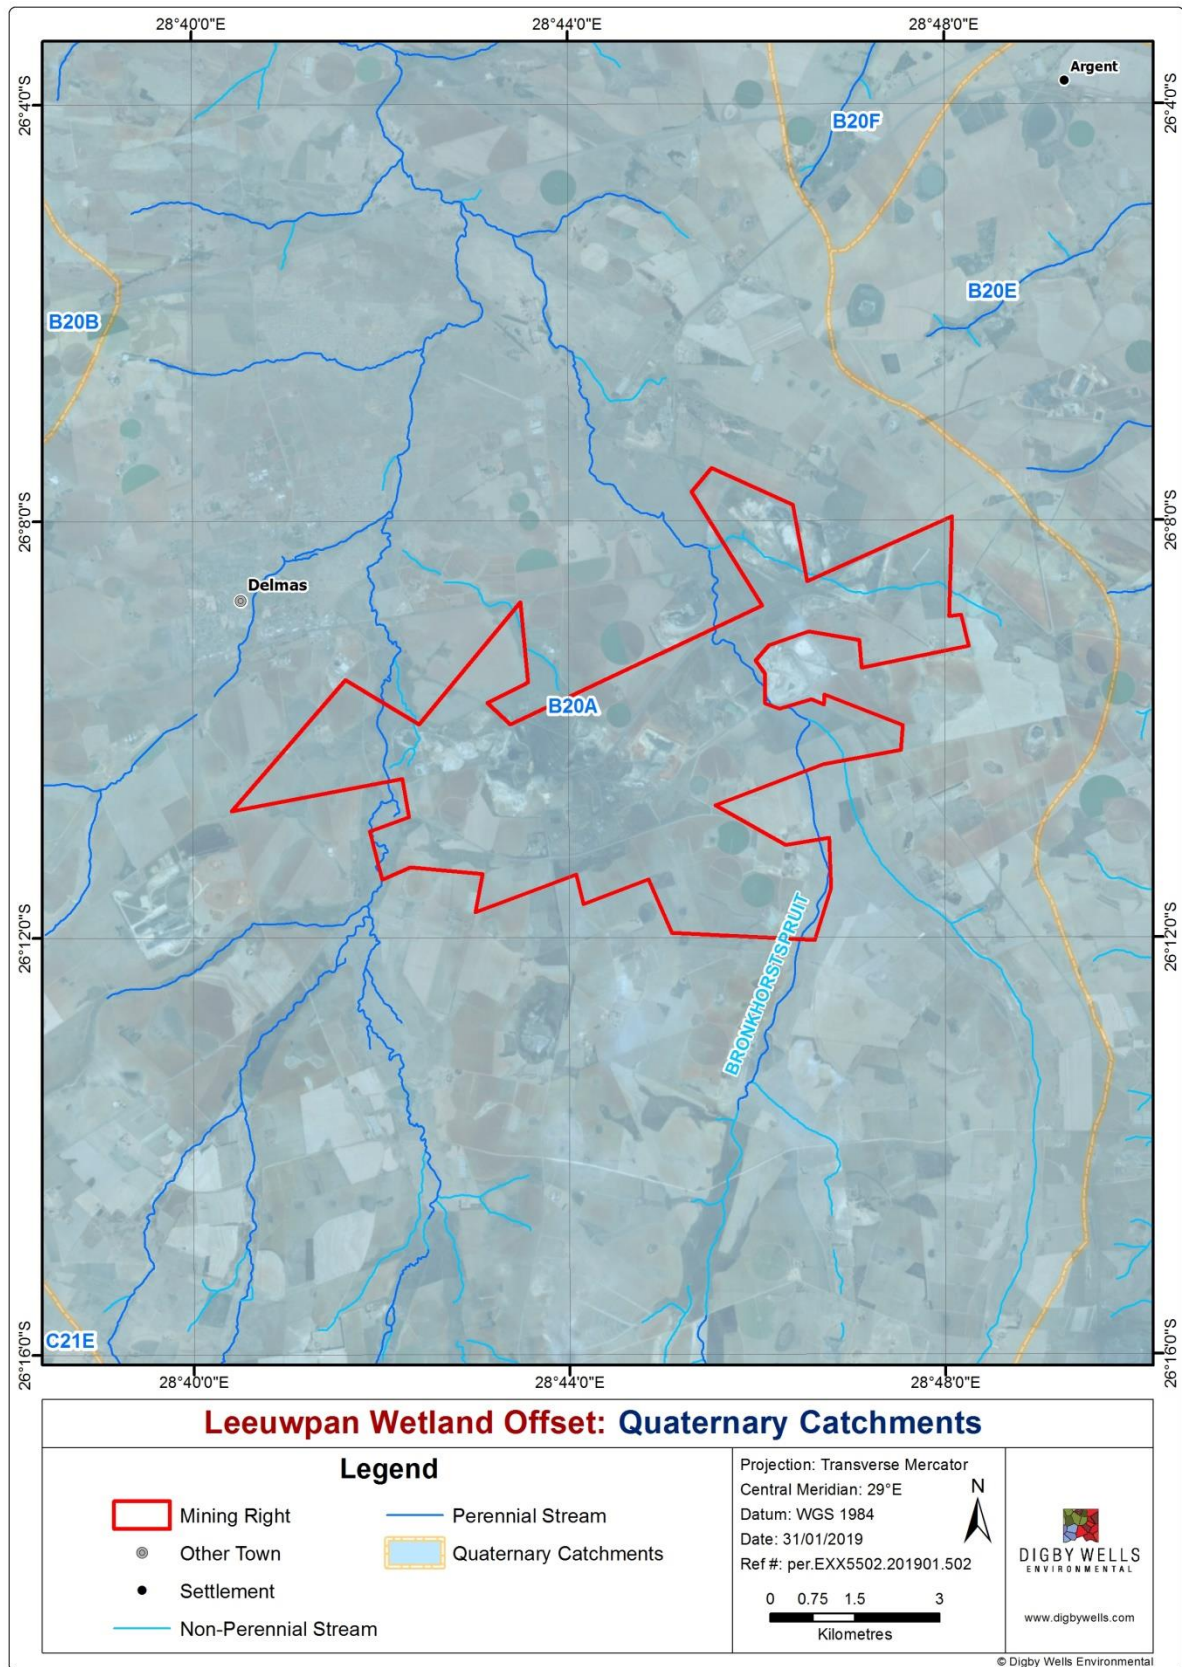 28°40'0"E 28°44'0"E 28°48'0"E
Argent
26°4'0"S 26°4'0"S
B20F
B20E
B20B
26°8'0"S 26°8'0"S
Delmas
B20A
BRONKHORSTSPRUIT
26°12'0"S 26°12'0"S
C21E
26°16'0"S 26°16'0"S
28°40'0"E 28°44'0"E 28°48'0"E
Leeuwpan Wetland Offset: Quaternary Catchments
Legend
Mining Right
Other Town
Settlement
Non-Perennial Stream
Perennial Stream
Quaternary Catchments
Projection: Transverse Mercator
Central Meridian: 29°E
Datum: WGS 1984
Date: 31/01/2019
Ref #: per.EXX5502.201901.502
N
0 0.75 1.5 3
Kilometres
DIGBY WELLS
ENVIRONMENTAL
www.digbywells.com
© Digby Wells Environmental